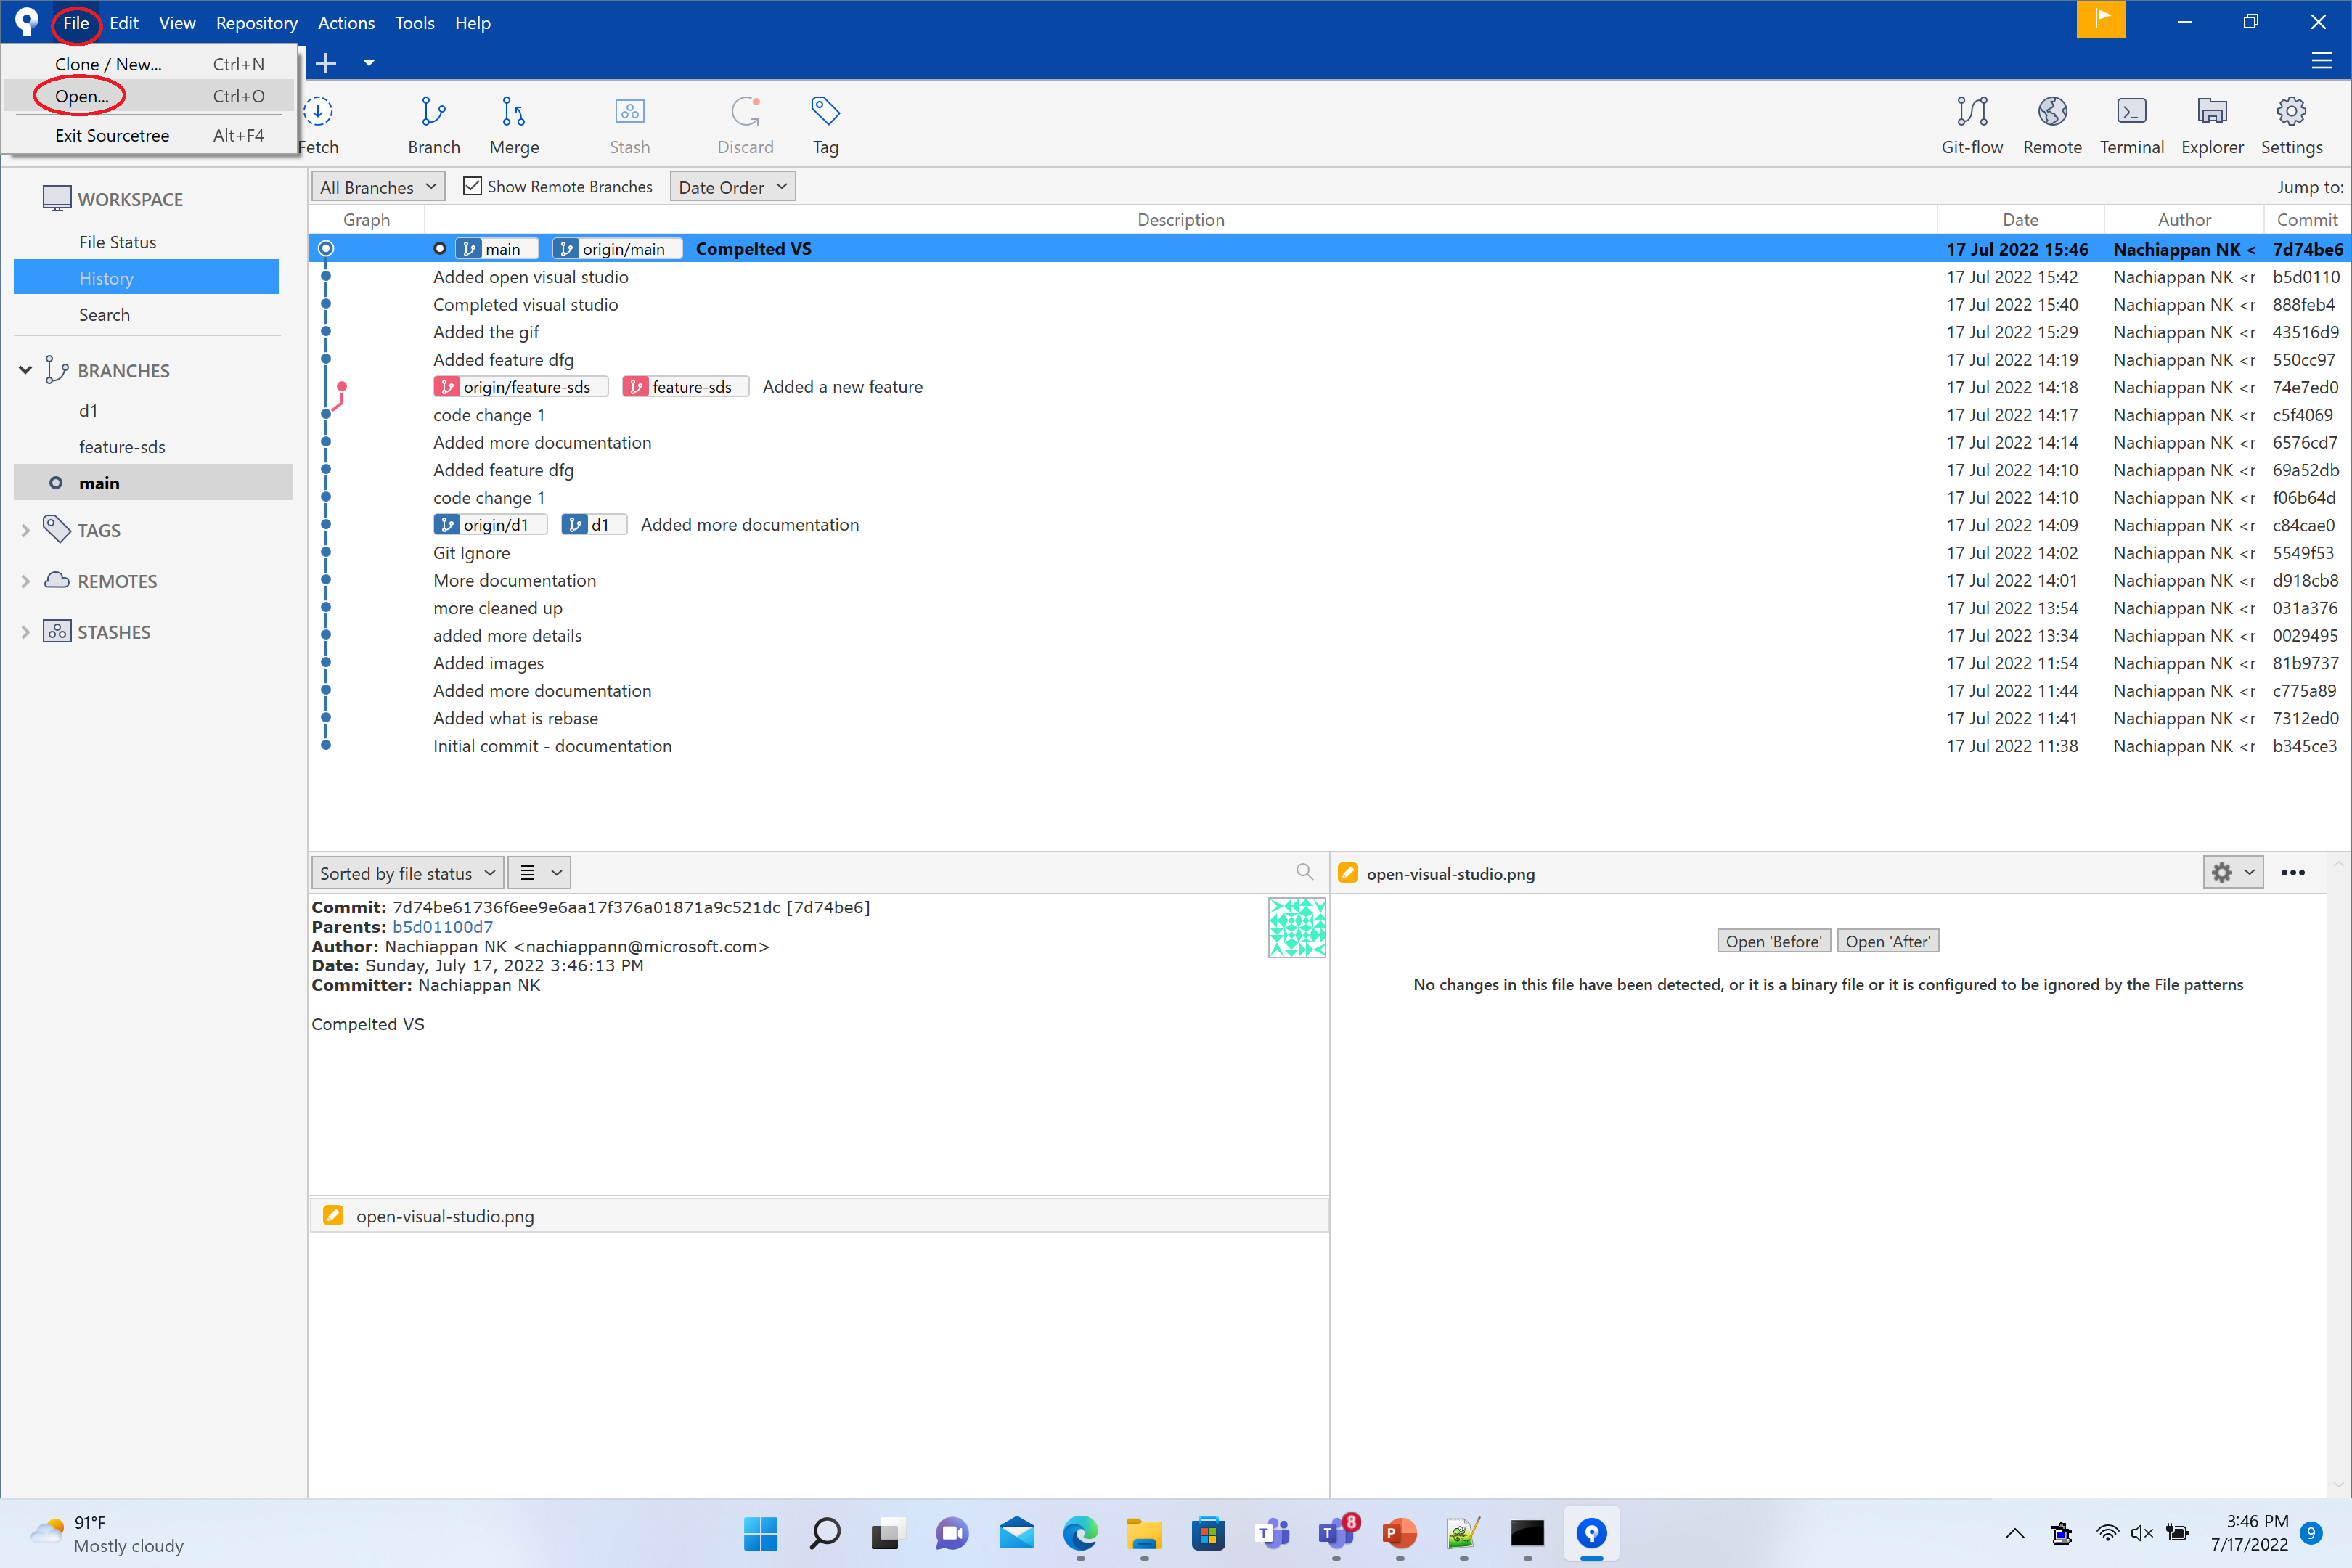 File Edit View Repository Actions Tools Help
Clone / New... Ctrl+N
Open... Ctrl+O
Exit Sourcetree Alt+F4
Fetch Branch Merge Stash Discard Tag Git-flow Remote Terminal Explorer Settings
WORKSPACE
File Status
History
Search
BRANCHES
d1
feature-sds
main
TAGS
REMOTES
STASHES
All Branches Show Remote Branches Date Order Jump to:
Graph Description Date Author Commit
main origin/main Compelted VS 17 Jul 2022 15:46 Nachiappan NK < 7d74be6
Added open visual studio 17 Jul 2022 15:42 Nachiappan NK <r b5d0110
Completed visual studio 17 Jul 2022 15:40 Nachiappan NK <r 888feb4
Added the gif 17 Jul 2022 15:29 Nachiappan NK <r 43516d9
Added feature dfg 17 Jul 2022 14:19 Nachiappan NK <r 550cc97
origin/feature-sds feature-sds Added a new feature 17 Jul 2022 14:18 Nachiappan NK <r 74e7ed0
code change 1 17 Jul 2022 14:17 Nachiappan NK <r c5f4069
Added more documentation 17 Jul 2022 14:14 Nachiappan NK <r 6576cd7
Added feature dfg 17 Jul 2022 14:10 Nachiappan NK <r 69a52db
code change 1 17 Jul 2022 14:10 Nachiappan NK <r f06b64d
origin/d1 d1 Added more documentation 17 Jul 2022 14:09 Nachiappan NK <r c84cae0
Git Ignore 17 Jul 2022 14:02 Nachiappan NK <r 5549f53
More documentation 17 Jul 2022 14:01 Nachiappan NK <r d918cb8
more cleaned up 17 Jul 2022 13:54 Nachiappan NK <r 031a376
added more details 17 Jul 2022 13:34 Nachiappan NK <r 0029495
Added images 17 Jul 2022 11:54 Nachiappan NK <r 81b9737
Added more documentation 17 Jul 2022 11:44 Nachiappan NK <r c775a89
Added what is rebase 17 Jul 2022 11:41 Nachiappan NK <r 7312ed0
Initial commit - documentation 17 Jul 2022 11:38 Nachiappan NK <r b345ce3
Sorted by file status
Commit: 7d74be61736f6ee9e6aa17f376a01871a9c521dc [7d74be6]
Parents: b5d01100d7
Author: Nachiappan NK <nachiappann@microsoft.com>
Date: Sunday, July 17, 2022 3:46:13 PM
Committer: Nachiappan NK
Compelted VS
open-visual-studio.png
open-visual-studio.png
Open 'Before' Open 'After'
No changes in this file have been detected, or it is a binary file or it is configured to be ignored by the File patterns
91°F
Mostly cloudy
T
T 8
P
3:46 PM
7/17/2022
9